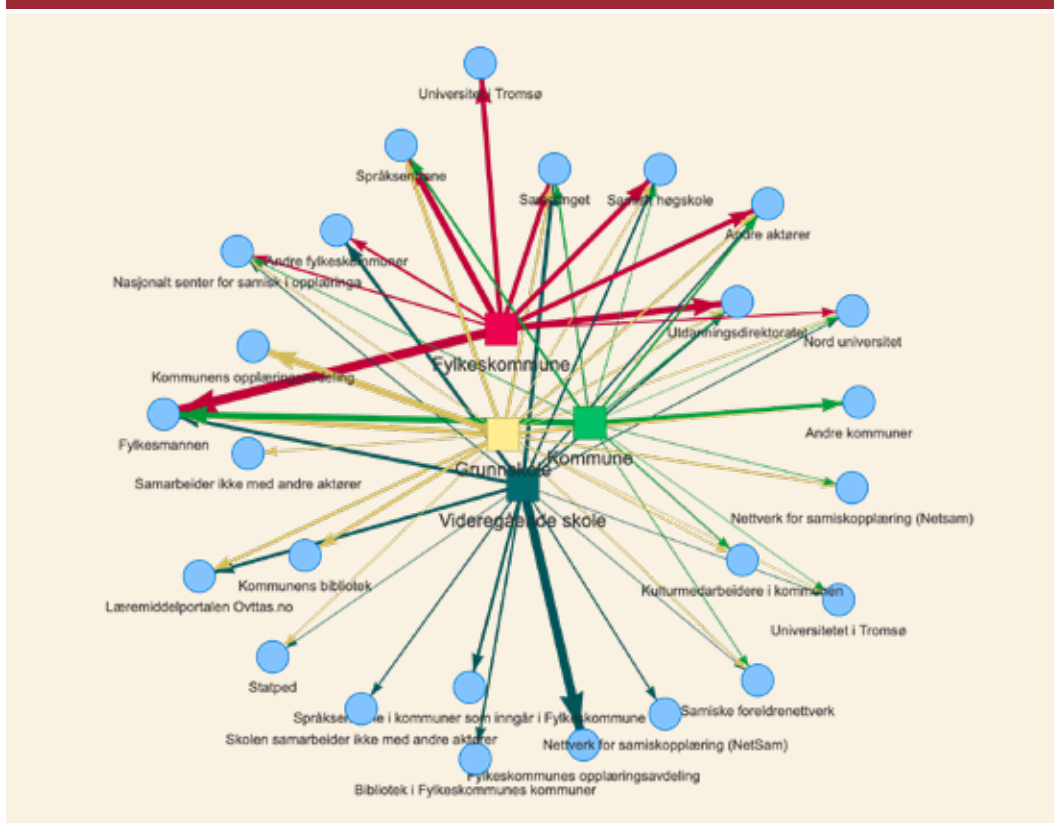 Universitet i Tromsø
Språksentrene
Sametinget
Samisk høgskole
Andre aktører
Andre fylkeskommuner
Nasjonalt senter for samisk i opplæringa
Utdanningsdirektoratet
Nord universitet
Fylkeskommune
Kommunens opplæringsavdeling
Andre kommuner
Fylkesmannen
Kommune
Grunnskole
Samarbeider ikke med andre aktører
Nettverk for samiskopplæring (Netsam)
Videregående skole
Kommunens bibliotek
Kulturmedarbeidere i kommunen
Læremiddelportalen Ovttas.no
Universitetet i Tromsø
Statped
Samiske foreldrenettverk
Språksentrene i kommuner som inngår i Fylkeskommune
Skolen samarbeider ikke med andre aktører
Nettverk for samiskopplæring (NetSam)
Fylkeskommunes opplæringsavdeling
Bibliotek i Fylkeskommunes kommuner